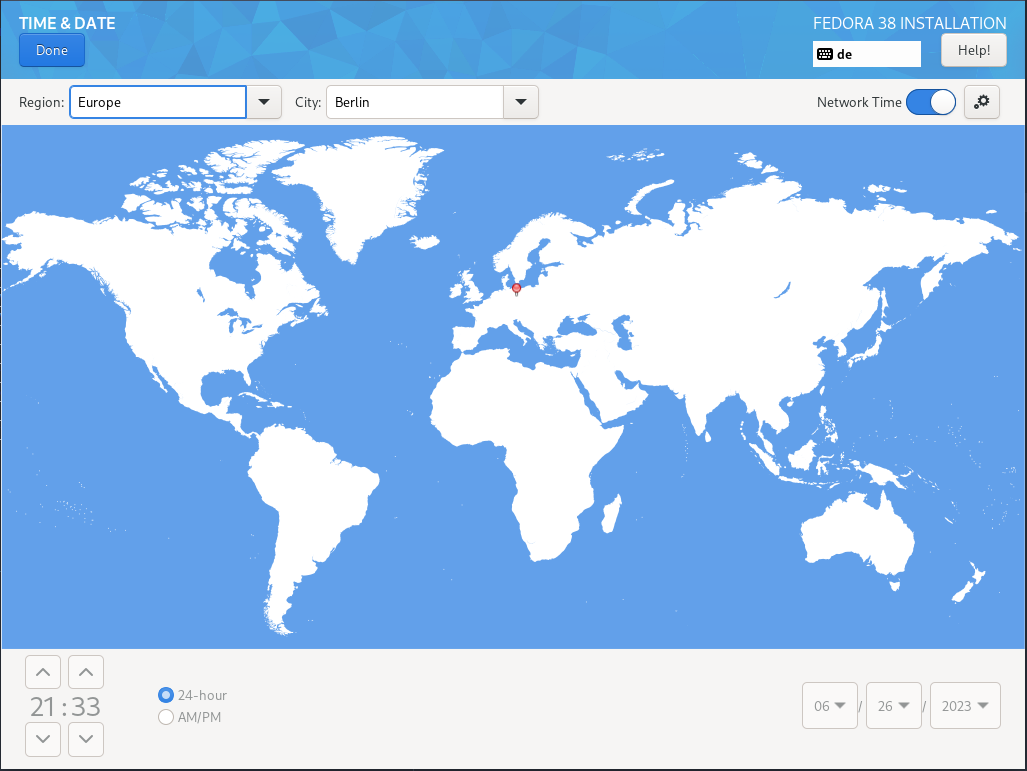 TIME & DATE
FEDORA 38 INSTALLATION
Done
de
Help!
Region: Europe
City: Berlin
Network Time
21 : 33
24-hour
AM/PM
06 / 26 / 2023